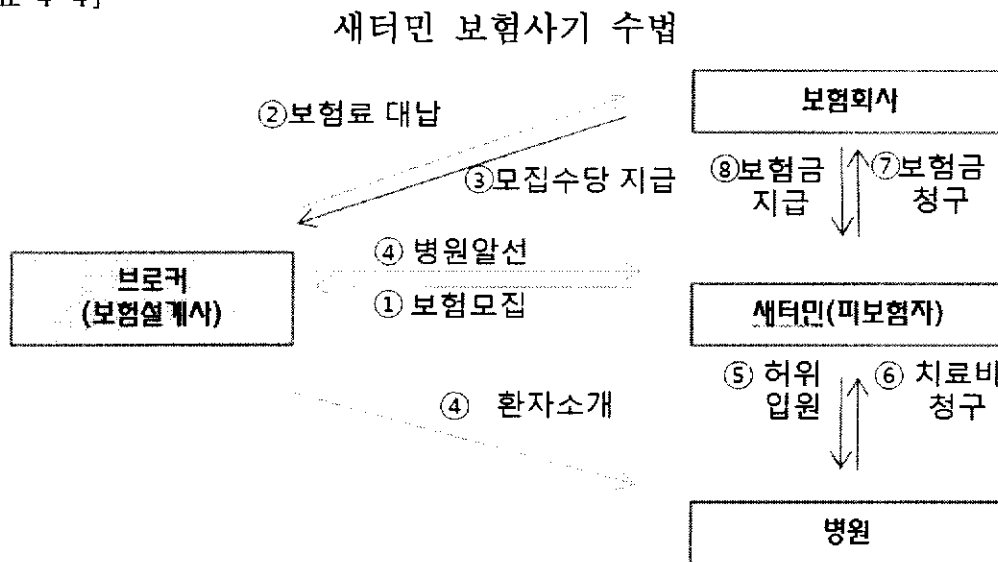 표 4-4]
새터민 보험사기 수법
보험회사
②보험료 대납
③모집수당 지급
⑧보험금
지급
⑦보험금
청구
④ 병원알선
① 보험모집
브로커
(보험설계사)
새터민(피보험자)
⑤ 허위
입원
⑥ 치료비
청구
④ 환자소개
병원